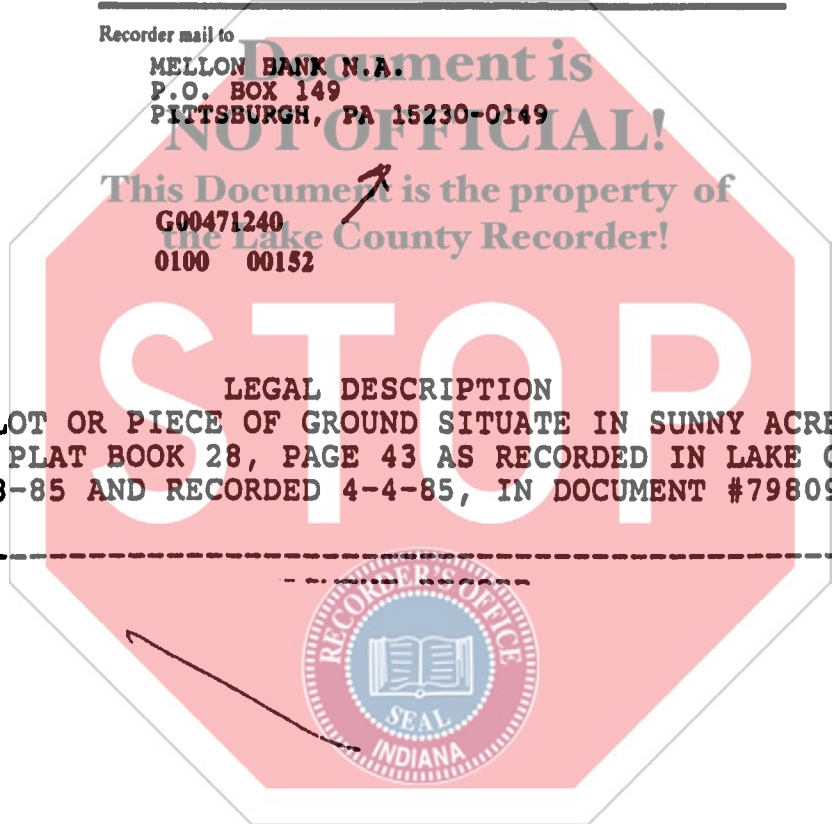 Recorder mail to
MELLON BANK N.A.
P.O. BOX 149
PITTSBURGH, PA 15230-0149
Document is
NOT OFFICIAL!
This Document is the property of
the Lake County Recorder!
G00471240
0100 00152
STOP
LEGAL DESCRIPTION
LOT OR PIECE OF GROUND SITUATE IN SUNNY ACRE
PLAT BOOK 28, PAGE 43 AS RECORDED IN LAKE
-85 AND RECORDED 4-4-85, IN DOCUMENT #79809
RECORDER'S OFFICE
SEAL
INDIANA